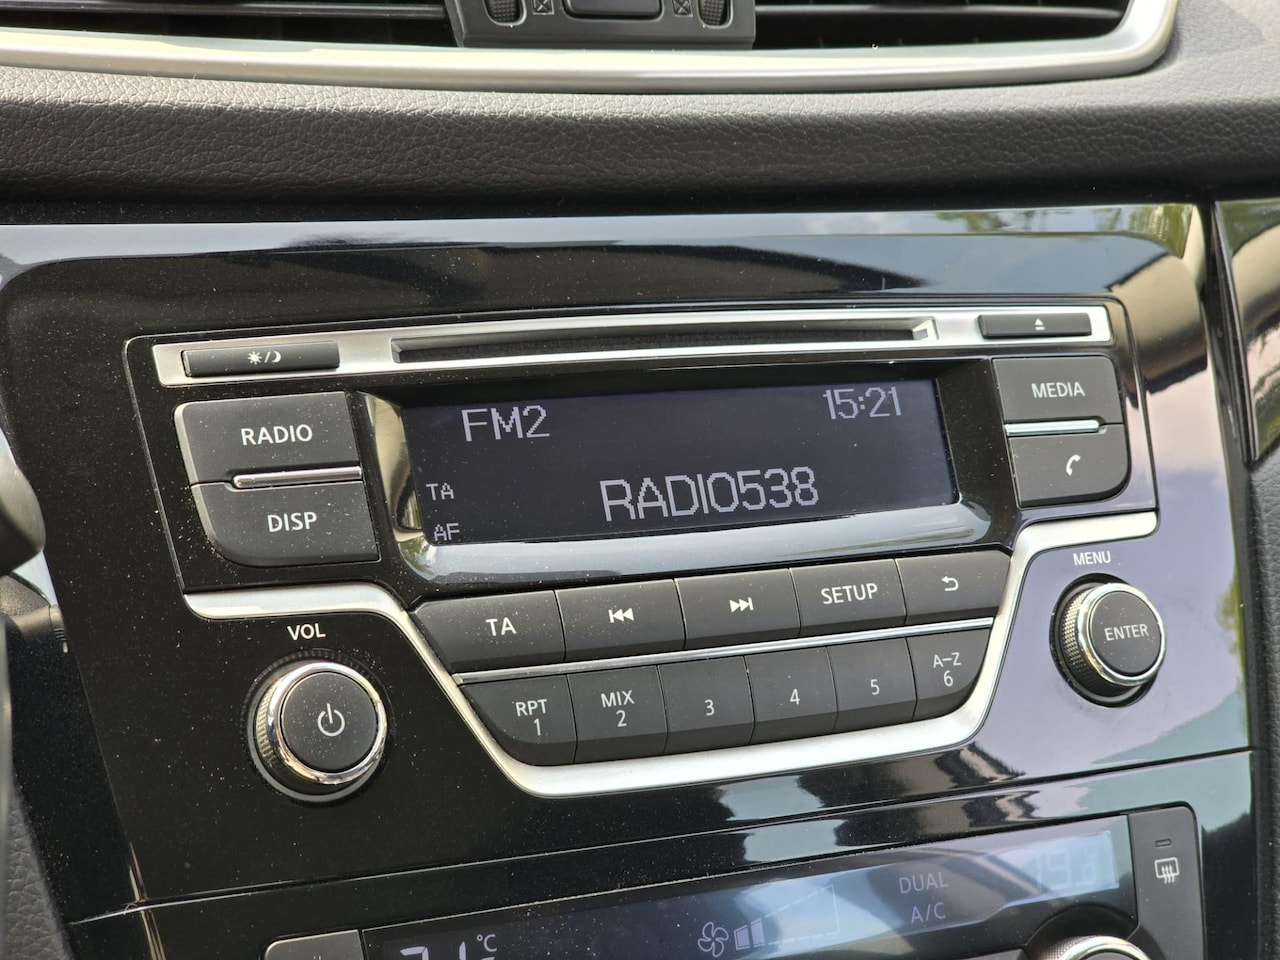 FM2 15:21
TA
RADIO538
AF
RADIO
DISP
MEDIA
VOL
TA
SETUP
MENU
ENTER
RPT
1
MIX
2
3
4
5
A-Z
6
DUAL
A/C
°C